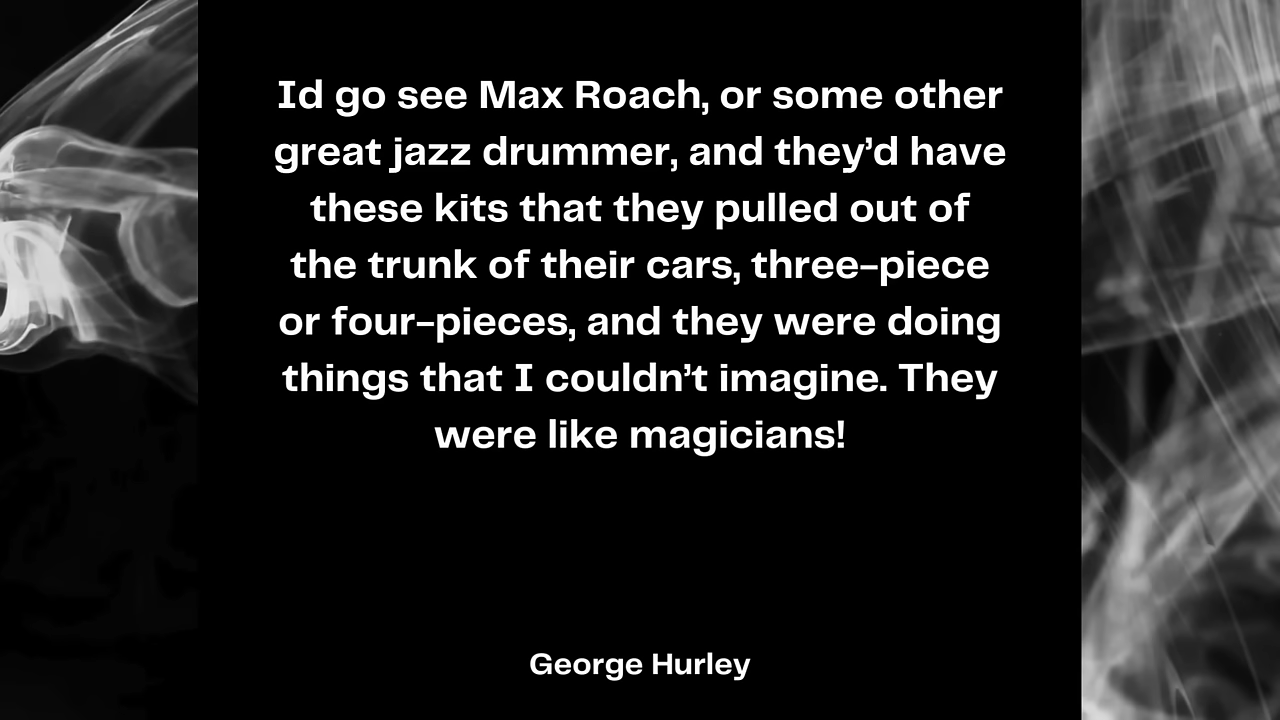 Id go see Max Roach, or some other
great jazz drummer, and they’d have
these kits that they pulled out of
the trunk of their cars, three-piece
or four-pieces, and they were doing
things that I couldn’t imagine. They
were like magicians!
George Hurley